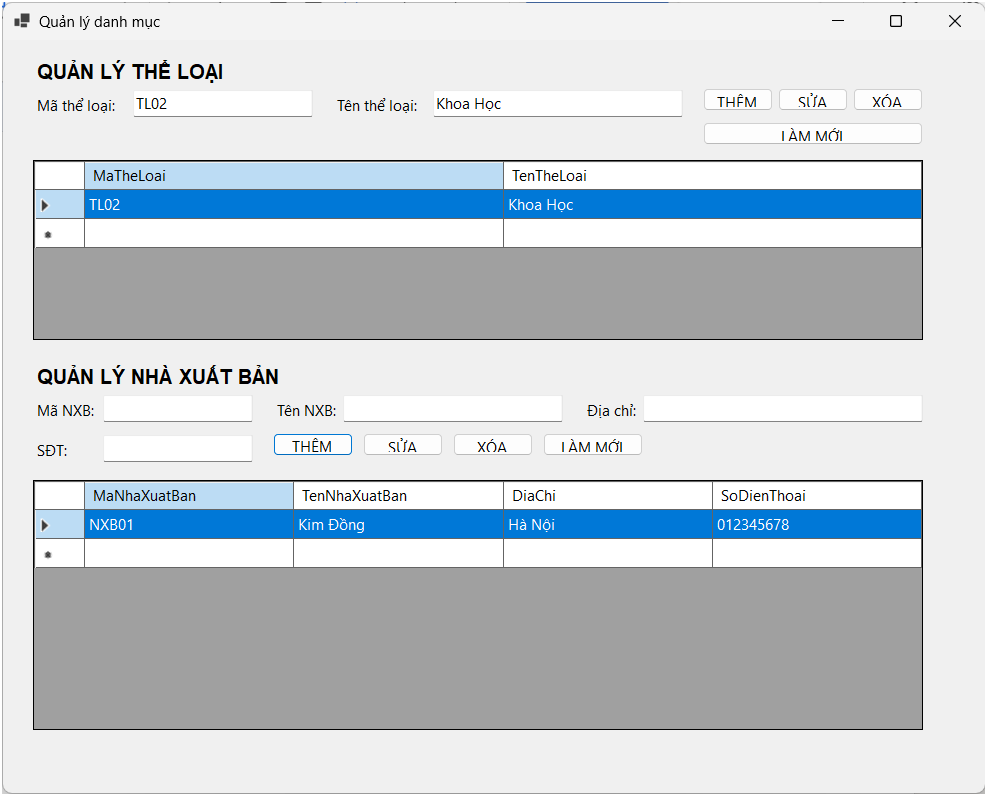 Quản lý danh mục
QUẢN LÝ THỂ LOẠI
Mã thể loại: TL02 Tên thể loại: Khoa Học THÊM SỬA XÓA
LÀM MỚI
MaTheLoai TenTheLoai
TL02 Khoa Học
QUẢN LÝ NHÀ XUẤT BẢN
Mã NXB: Tên NXB: Địa chỉ:
SĐT: THÊM SỬA XÓA LÀM MỚI
MaNhaXuatBan TenNhaXuatBan DiaChi SoDienThoai
NXB01 Kim Đồng Hà Nội 012345678